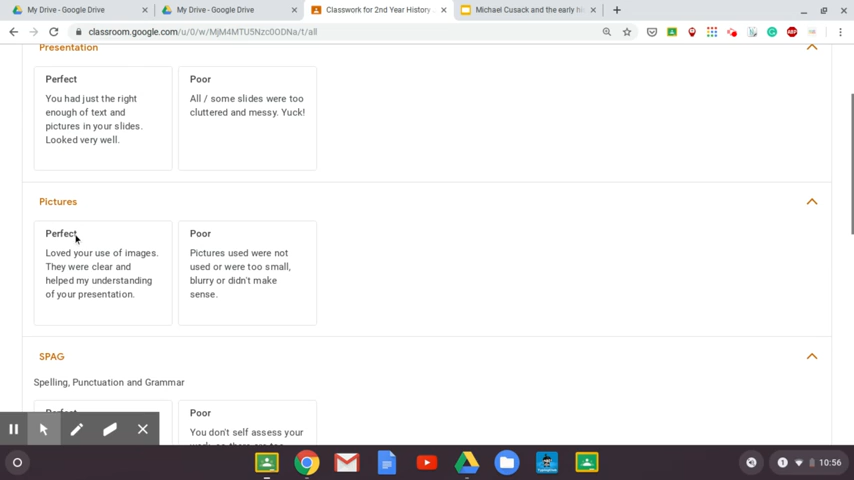 My Drive - Google Drive
My Drive - Google Drive
Classwork for 2nd Year History
Michael Cusack and the early hi
classroom.google.com/u/0/w/MjM4MTU5Nzc0ODNa/t/all
Presentation
Perfect
You had just the right
enough of text and
pictures in your slides.
Looked very well.
Poor
All / some slides were too
cluttered and messy. Yuck!
Pictures
Perfect
Loved your use of images.
They were clear and
helped my understanding
of your presentation.
Poor
Pictures used were not
used or were too small,
blurry or didn't make
sense.
SPAG
Spelling, Punctuation and Grammar
Perfect
Poor
You don't self assess your
ABP
1
10:56